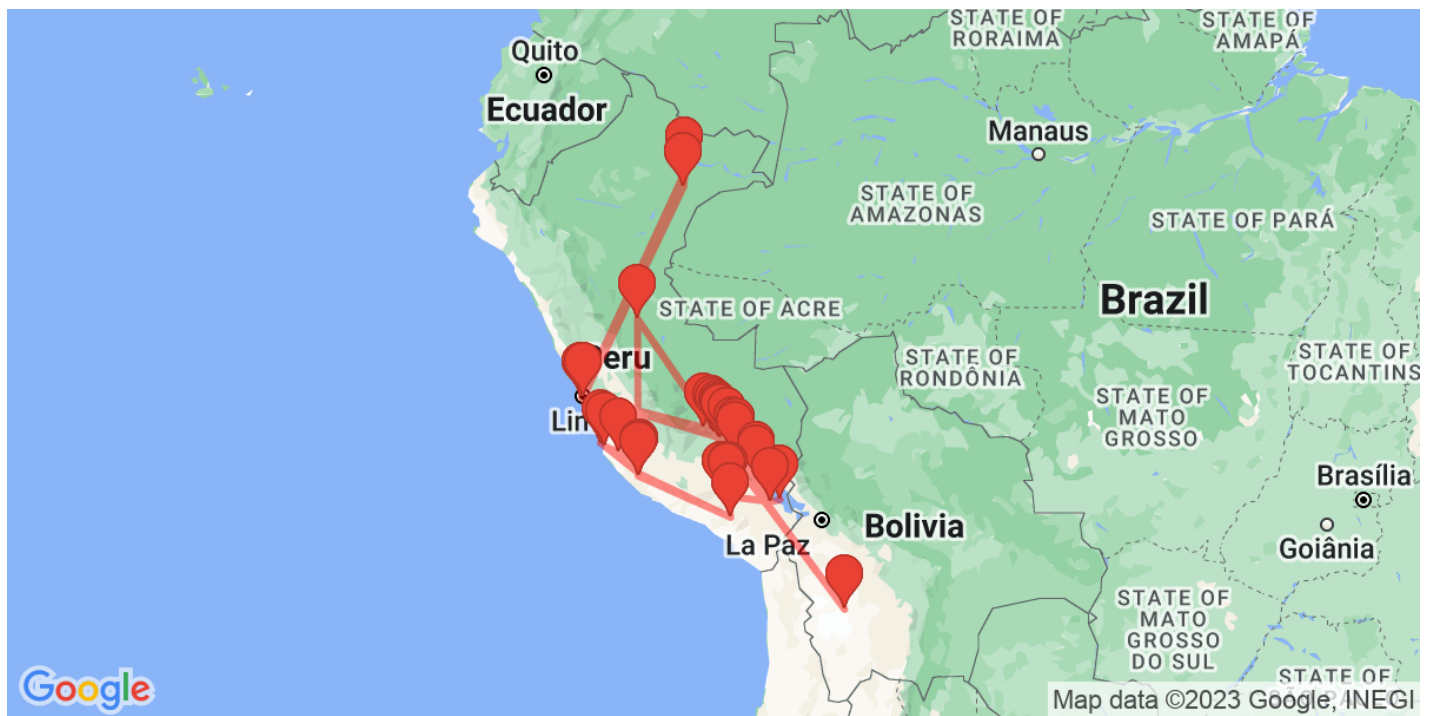 STATE OF
RORAIMA
STATE OF
AMAPÁ
Quito
Ecuador
Manaus
STATE OF
AMAZONAS
STATE OF PARÁ
Brazil
STATE OF ACRE
Peru
STATE OF
RONDÔNIA
STATE OF
TOCANTINS
STATE OF
MATO
GROSSO
Lim
Brasília
Bolivia
La Paz
Goiânia
STATE OF
MATO
GROSSO
DO SUL
STATE OF
Google
Map data ©2023 Google, INEGI